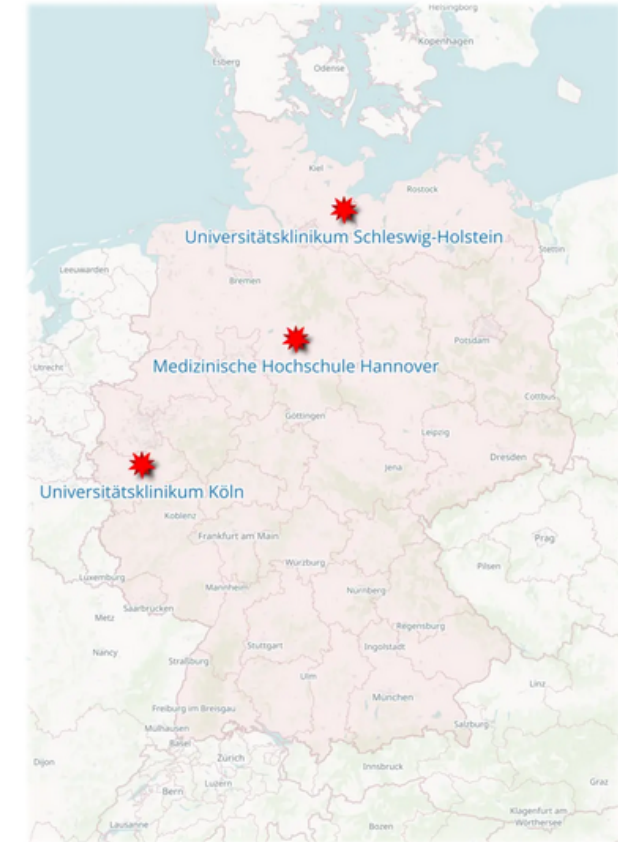 Helsingborg
Kopenhagen
Esberg
Odense
Kiel
Rostock
Universitätsklinikum Schleswig-Holstein
Stettin
Leeuwarden
Bremen
Potsdam
Utrecht
Medizinische Hochschule Hannover
Cottbus
Göttingen
Leipzig
Dresden
Jena
Universitätsklinikum Köln
Koblenz
Frankfurt am Main
Prag
Würzburg
Pilsen
Luxemburg
Mannheim
Nürnberg
Saarbrücken
Metz
Regensburg
Stuttgart
Ingolstadt
Nancy
Straßburg
Ulm
Linz
München
Freiburg im Breisgau
Salzburg
Mülhausen
Basel
Zürich
Dijon
Innsbruck
Luzern
Graz
Bern
Klagenfurt am
Wörthersee
Lausanne
Bozen